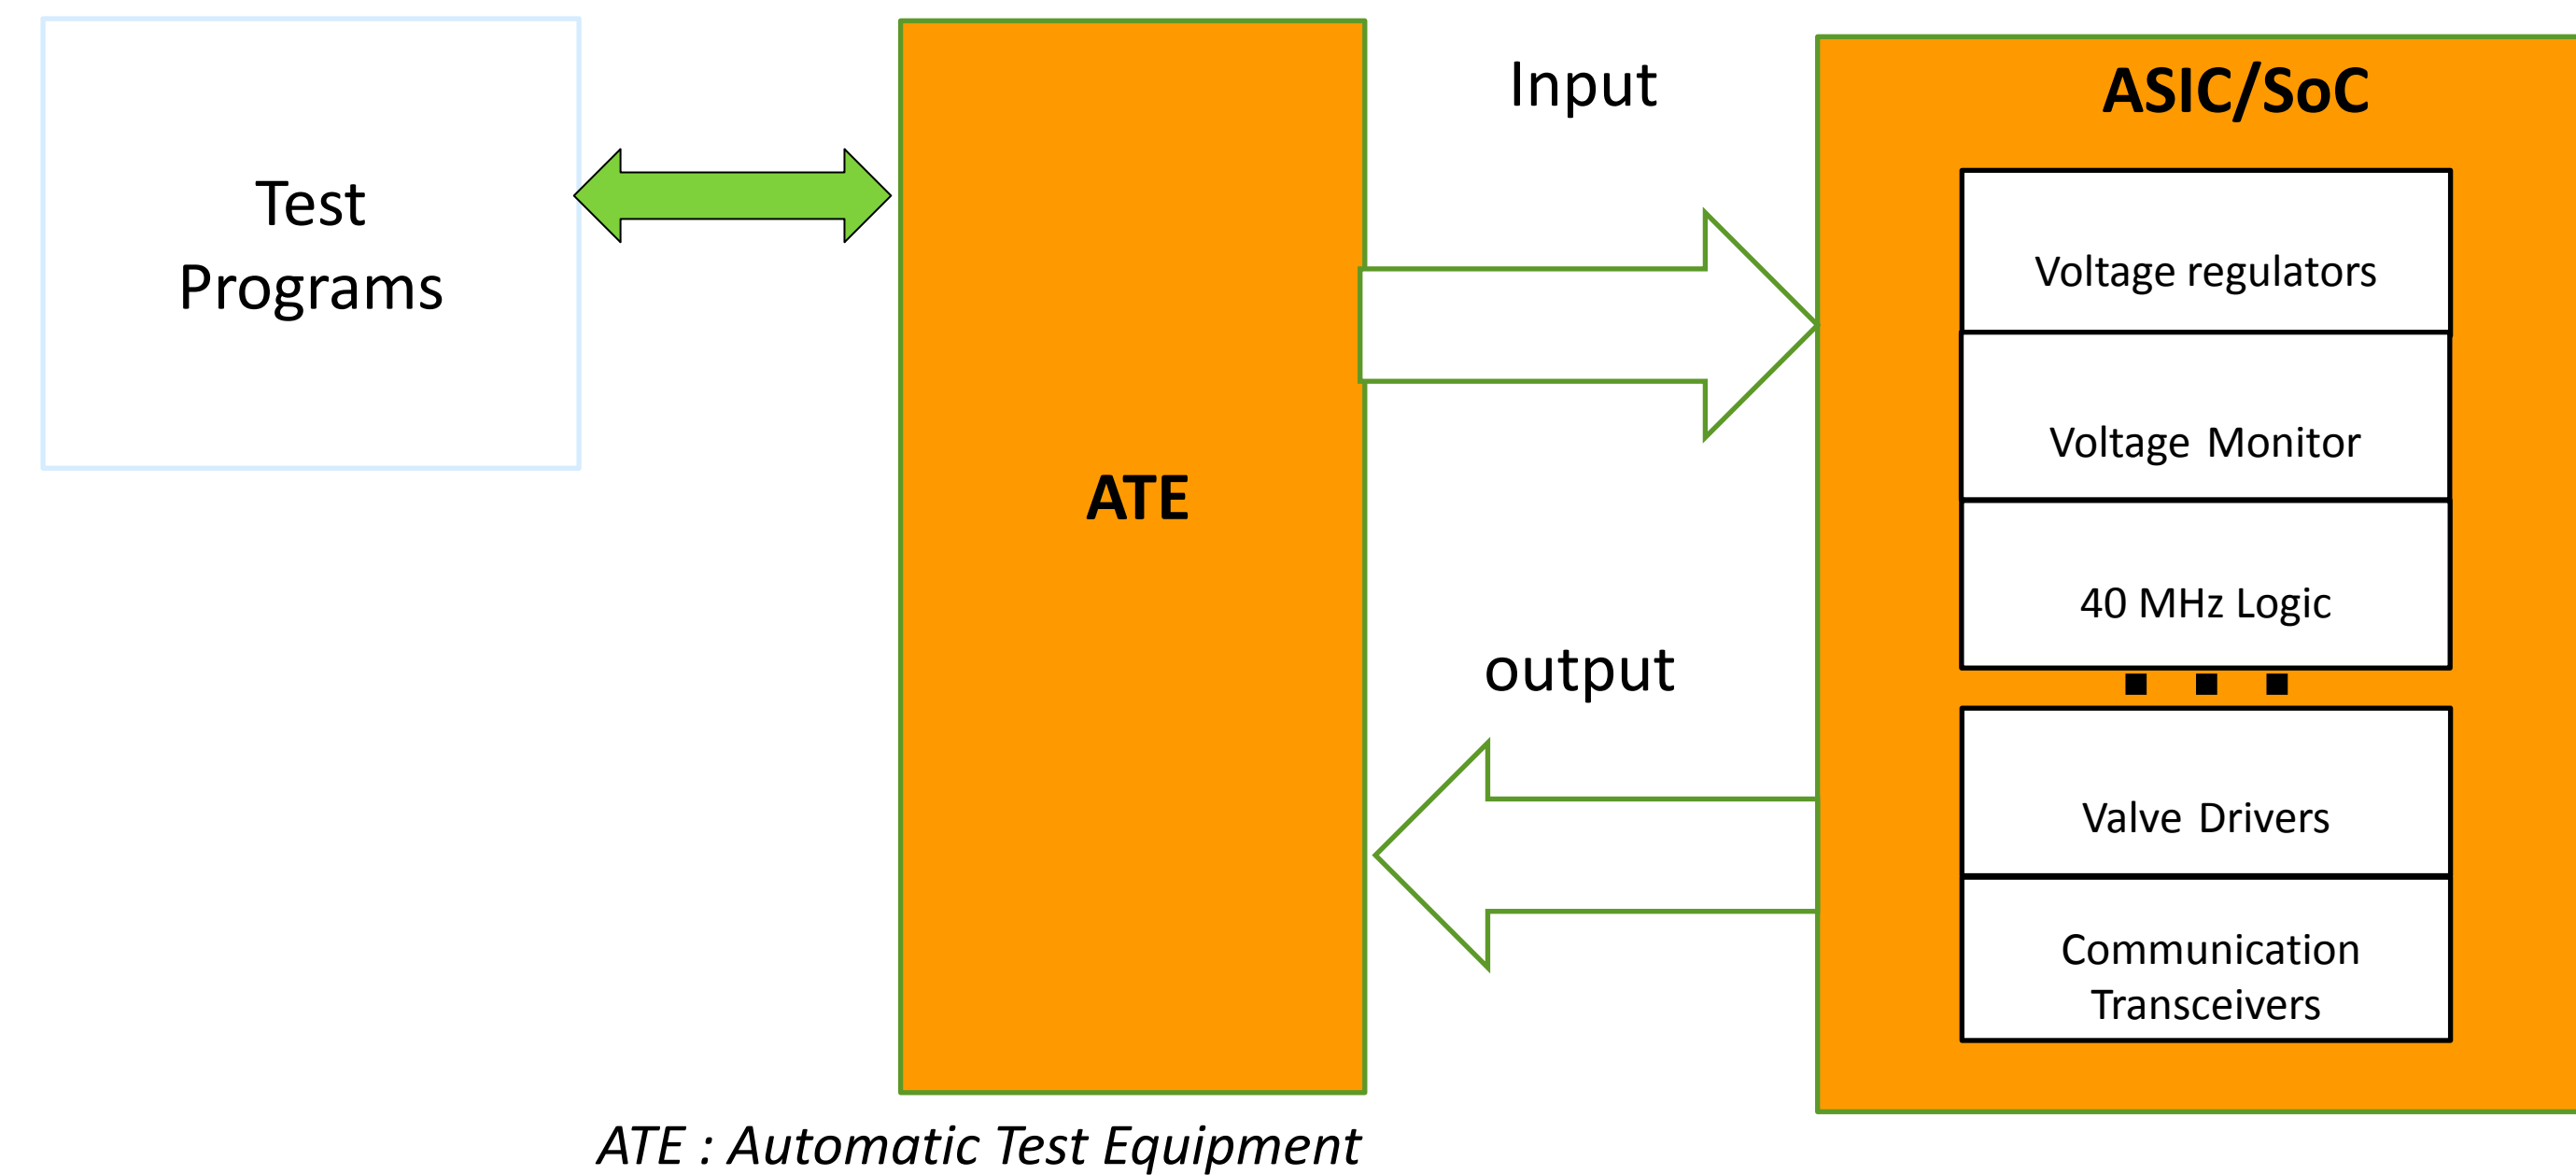 Test
Programs
ATE
Input
output
ASIC/SoC
Voltage regulators
Voltage Monitor
40 MHz Logic
Valve Drivers
Communication
Transceivers
ATE : Automatic Test Equipment